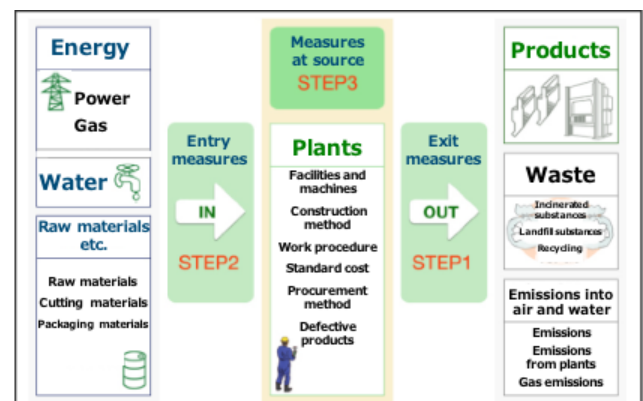 Energy
Power
Gas
Water
Raw materials
etc.
Raw materials
Cutting materials
Packaging materials
Entry
measures
IN
STEP2
Measures
at source
STEP3
Plants
Facilities and
machines
Construction
method
Work procedure
Standard cost
Procurement
method
Defective
products
Exit
measures
OUT
STEP1
Products
Waste
Incinerated
substances
Landfill substances
Recycling
Emissions into
air and water
Emissions
Emissions
from plants
Gas emissions